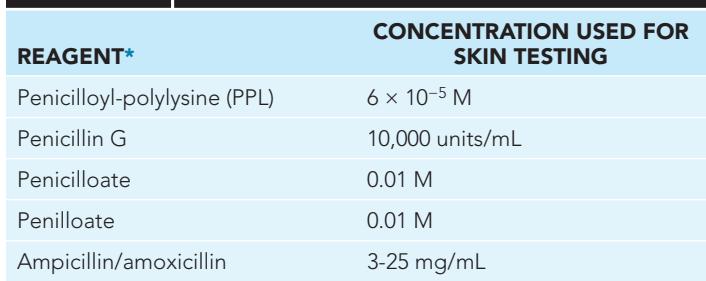 REAGENT* CONCENTRATION USED FOR SKIN TESTING
Penicilloyl-polylysine (PPL) 6 × 10⁻⁵ M
Penicillin G 10,000 units/mL
Penicilloate 0.01 M
Penilloate 0.01 M
Ampicillin/amoxicillin 3-25 mg/mL